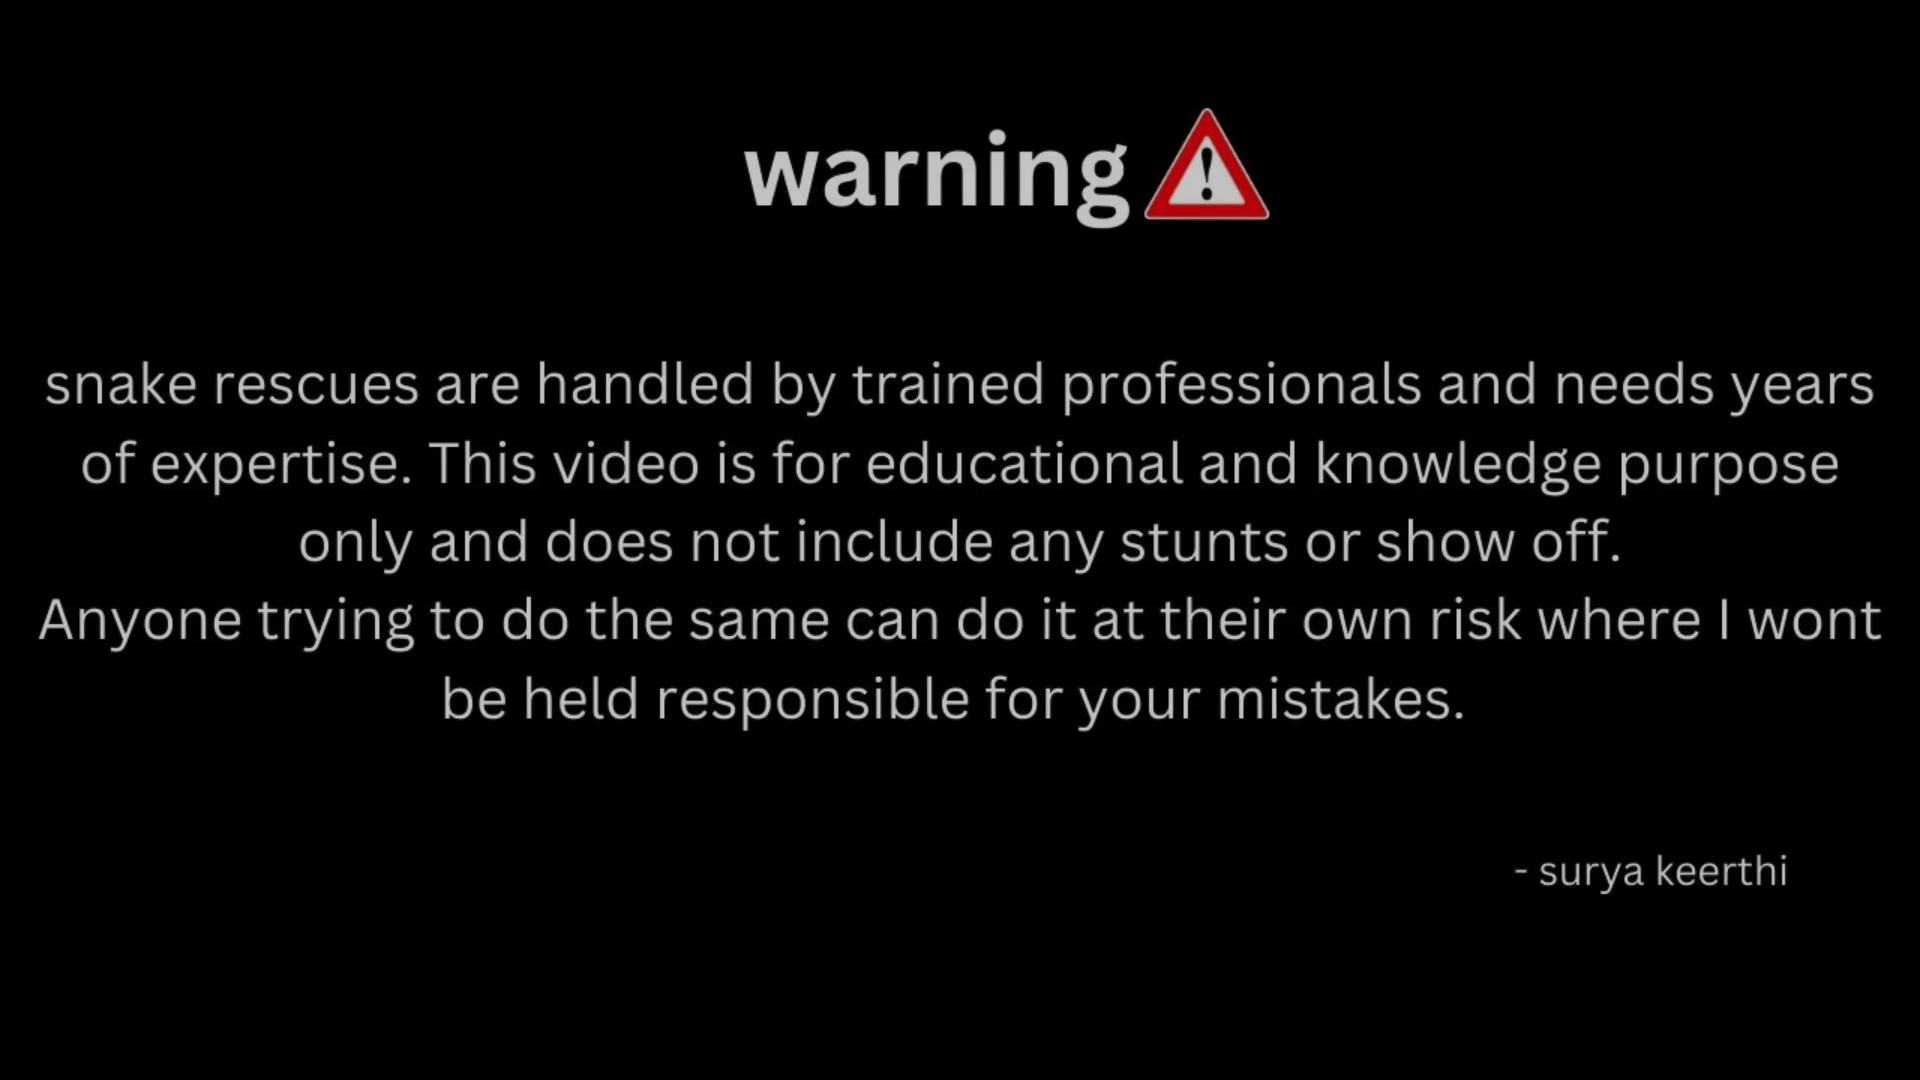 warning
snake rescues are handled by trained professionals and needs years
of expertise. This video is for educational and knowledge purpose
only and does not include any stunts or show off.
Anyone trying to do the same can do it at their own risk where I wont
be held responsible for your mistakes.
- surya keerthi